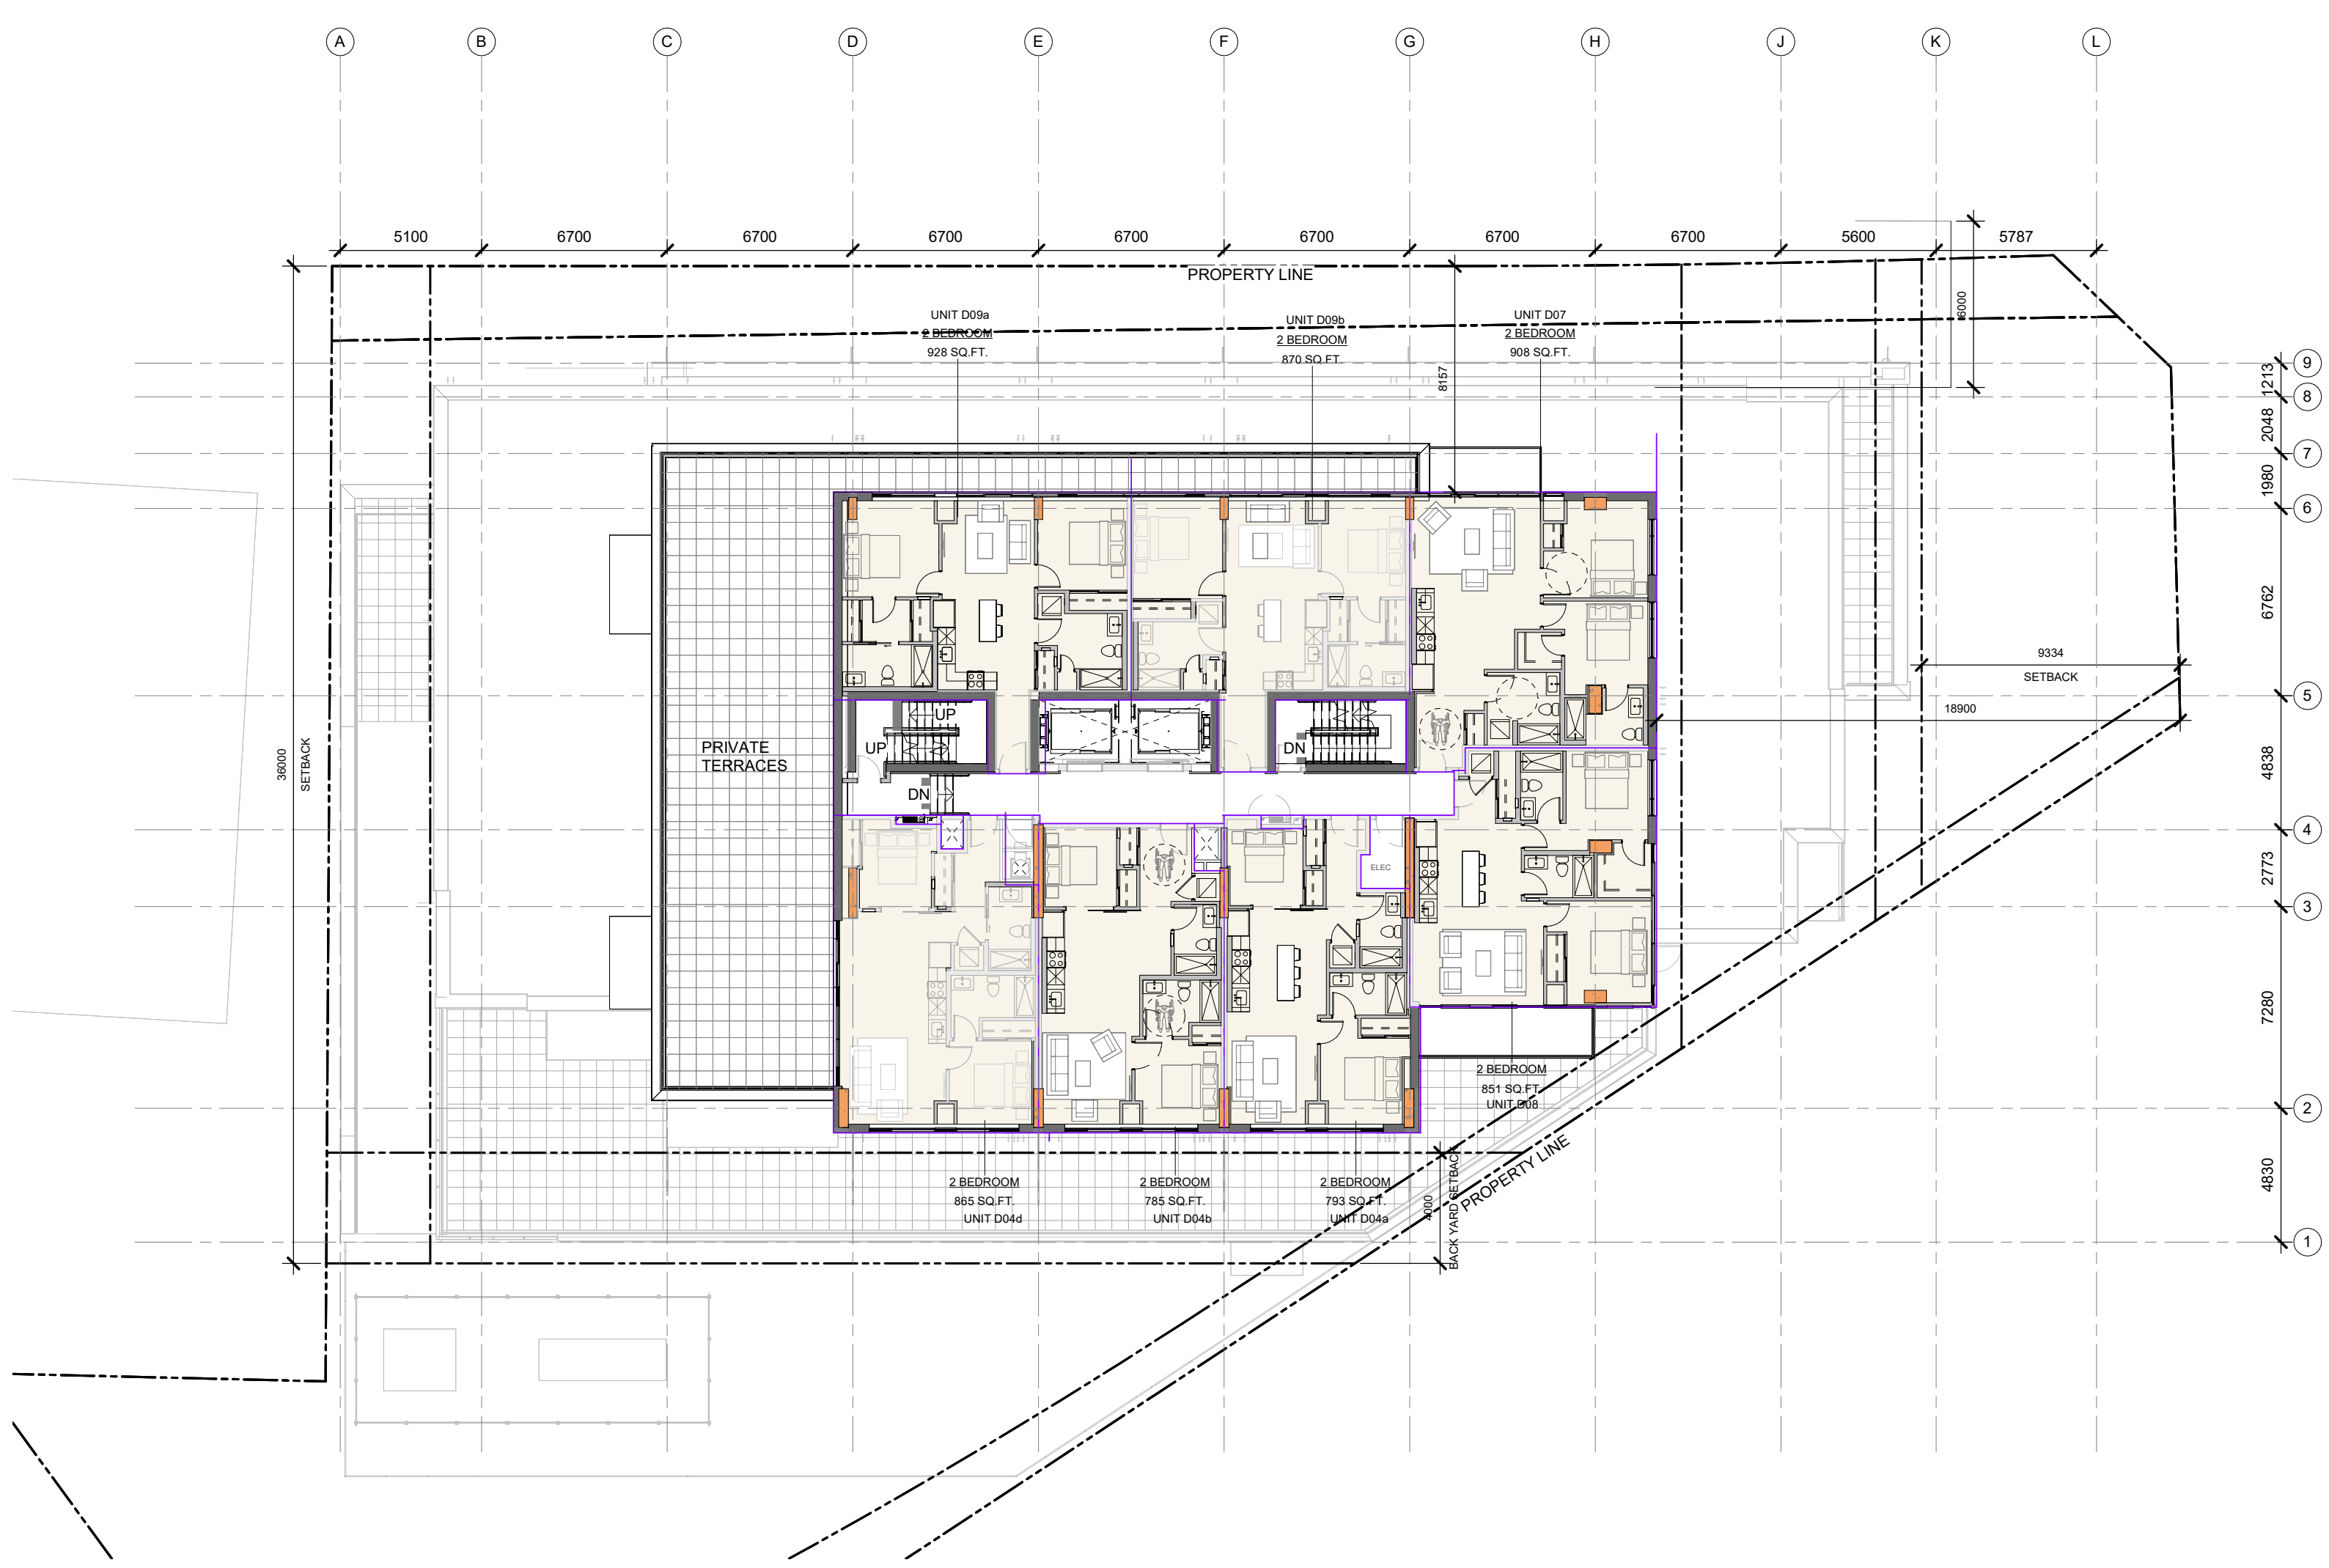 A B C D E F G H J K L
5100 6700 6700 6700 6700 6700 6700 6700 5600 5787
PROPERTY LINE
UNIT D09a
2 BEDROOM
928 SQ.FT.
UNIT D09b
2 BEDROOM
870 SQ.FT.
UNIT D07
2 BEDROOM
908 SQ.FT.
6000
8157
9
1213
8
2048
7
1980
6
6762
5
4838
4
2773
3
7280
2
4830
1
9334
SETBACK
18900
36000
SETBACK
PRIVATE
TERRACES
UP
UP
DN
DN
ELEC
2 BEDROOM
851 SQ.FT.
UNIT D08
2 BEDROOM
865 SQ.FT.
UNIT D04d
2 BEDROOM
785 SQ.FT.
UNIT D04b
2 BEDROOM
793 SQ.FT.
UNIT D04a
4000
BACK YARD SETBACK
PROPERTY LINE